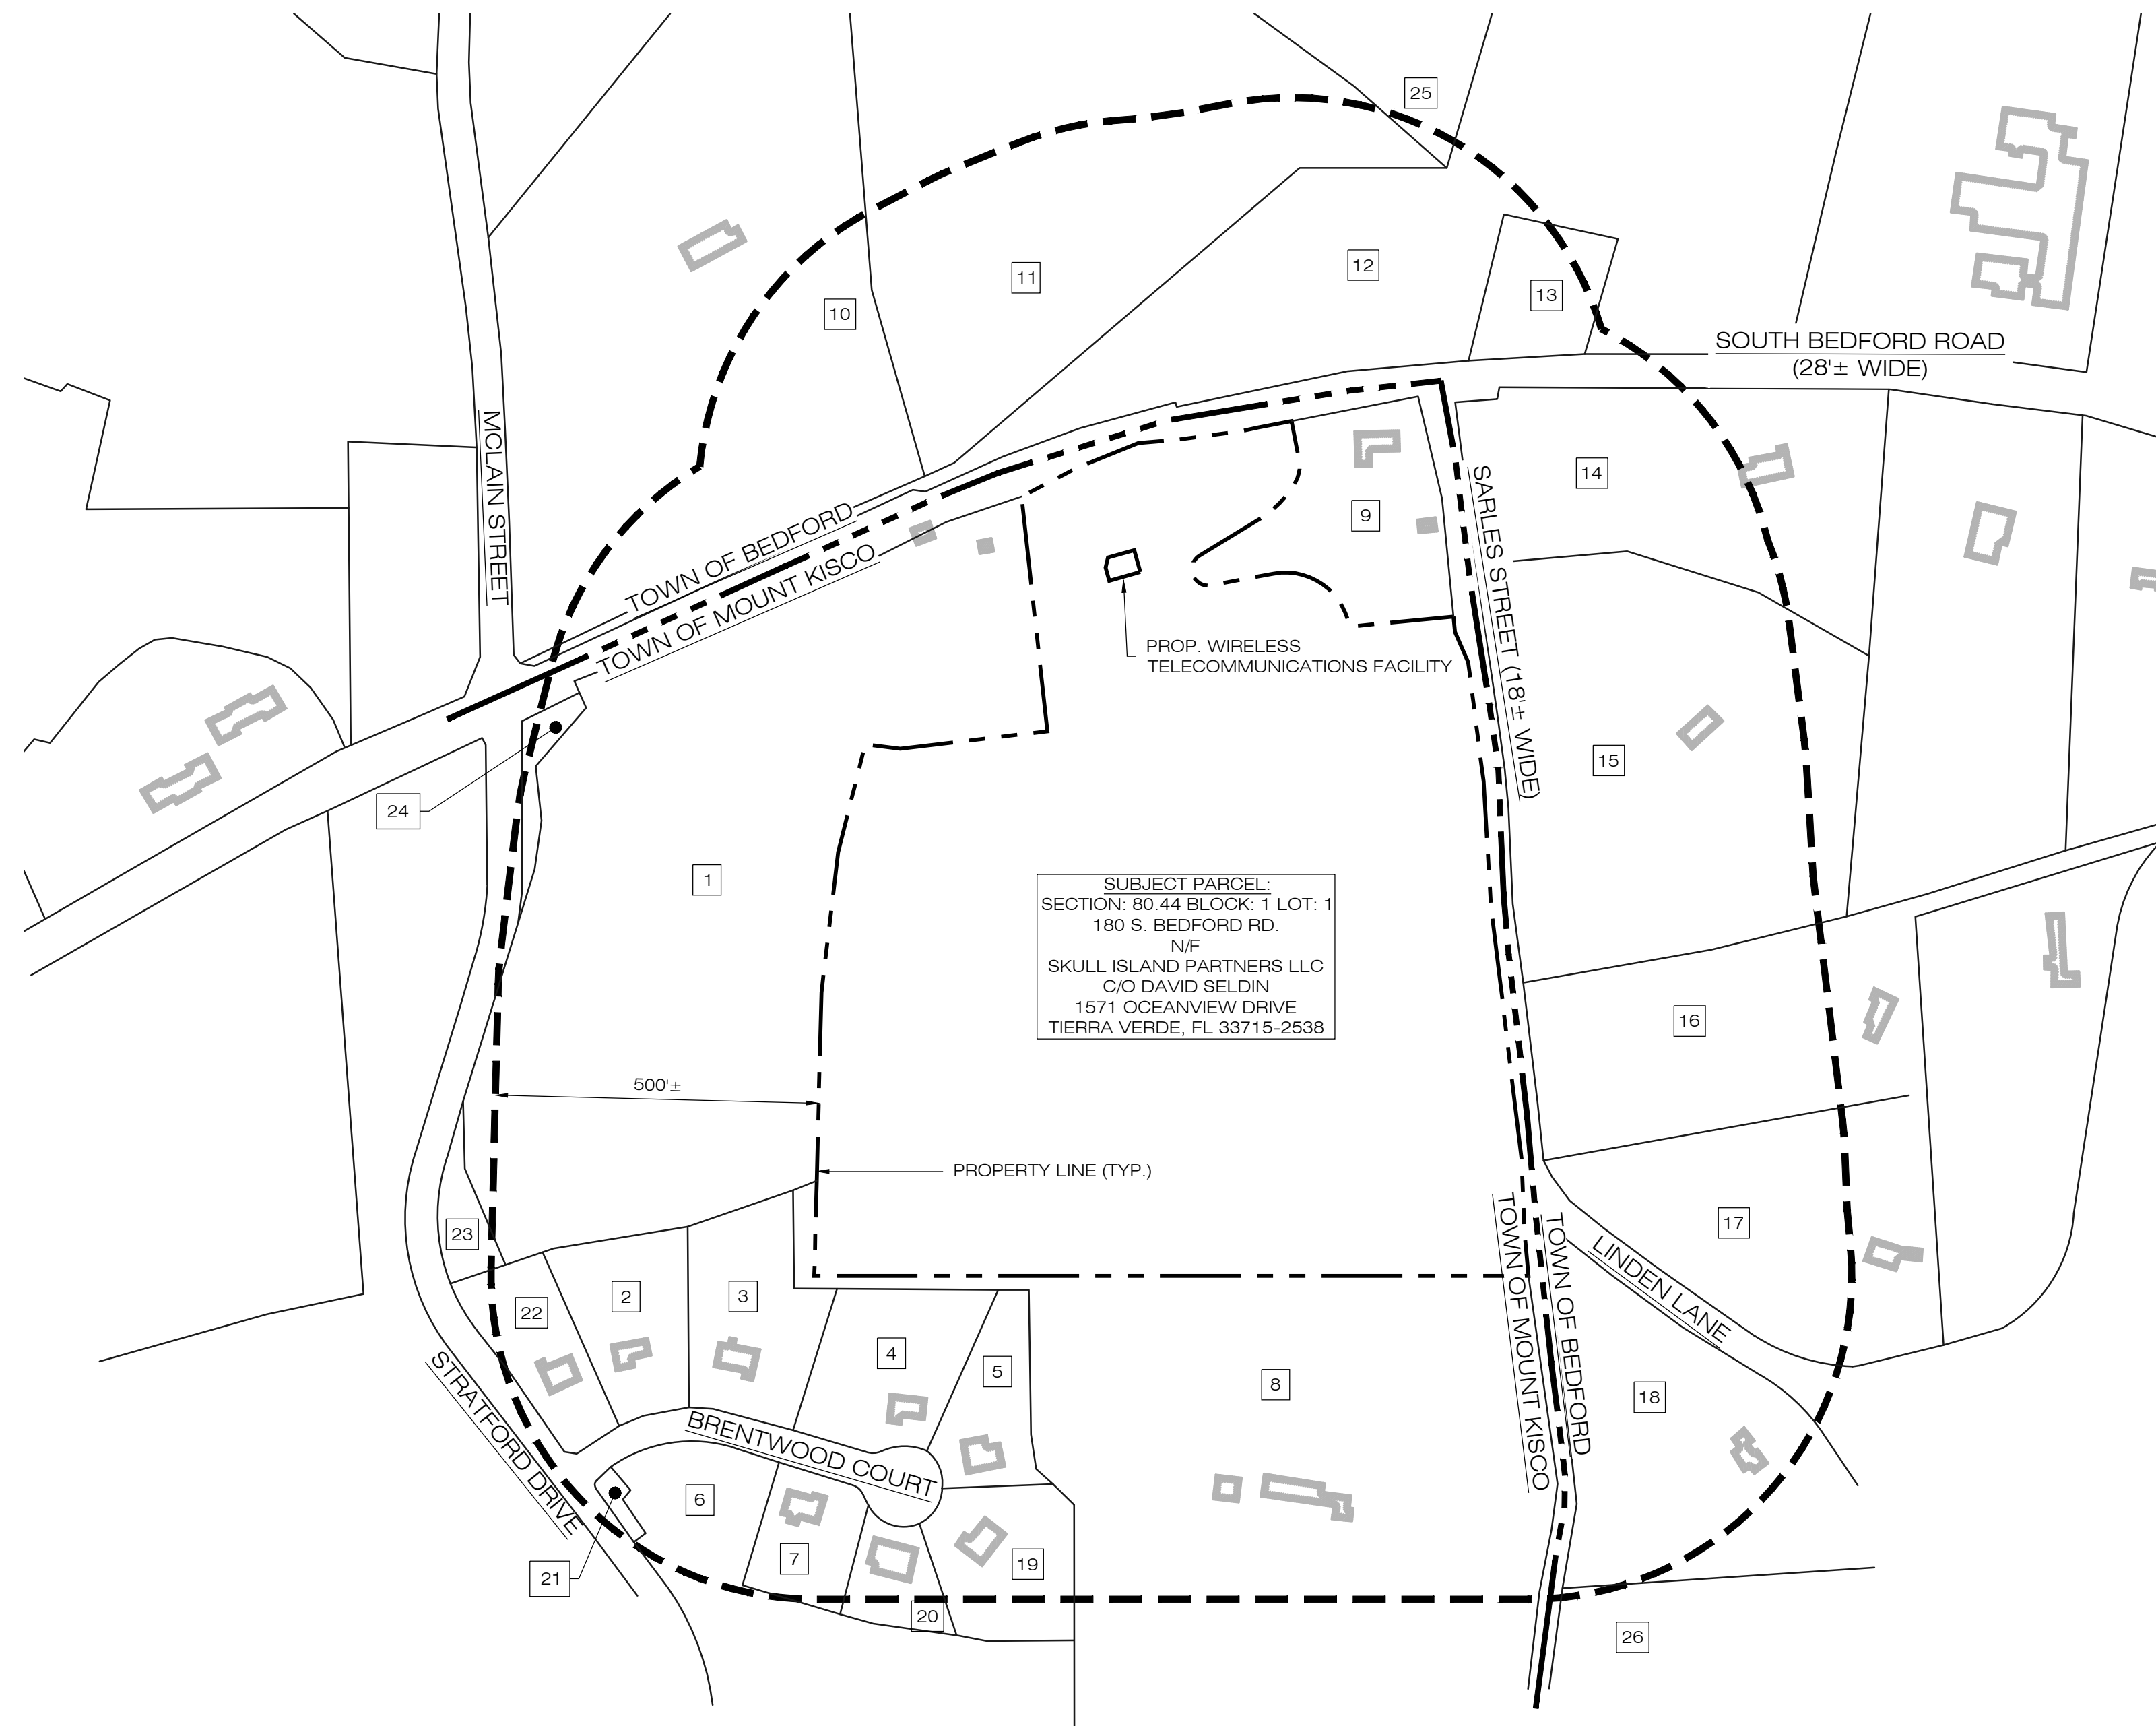 25
12
11
13
10
SOUTH BEDFORD ROAD
(28'± WIDE)
MCLAIN STREET
14
9
SARLES STREET (18'± WIDE)
TOWN OF BEDFORD
TOWN OF MOUNT KISCO
PROP. WIRELESS
TELECOMMUNICATIONS FACILITY
15
24
1
SUBJECT PARCEL:
SECTION: 80.44 BLOCK: 1 LOT: 1
180 S. BEDFORD RD.
N/F
SKULL ISLAND PARTNERS LLC
C/O DAVID SELDIN
1571 OCEANVIEW DRIVE
TIERRA VERDE, FL 33715-2538
16
500'±
PROPERTY LINE (TYP.)
17
23
TOWN OF MOUNT KISCO
TOWN OF BEDFORD
LINDEN LANE
2
3
22
4
5
8
18
STRATFORD DRIVE
BRENTWOOD COURT
6
7
19
21
20
26